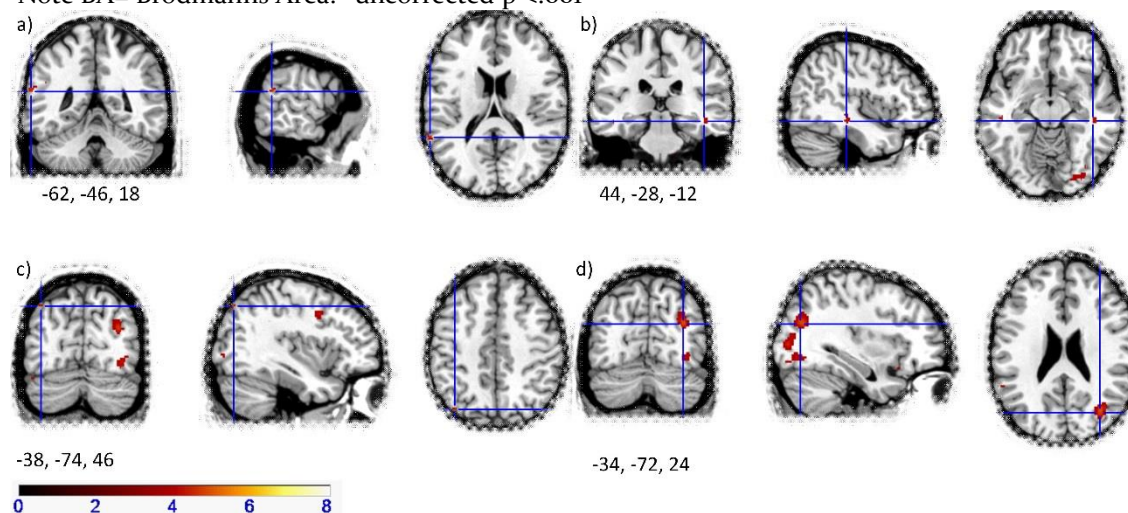 Note BA= Brodmanns Area. uncorrected p <.001
a)
b)
-62, -46, 18
44, -28, -12
c)
d)
-38, -74, 46
-34, -72, 24
0 2 4 6 8